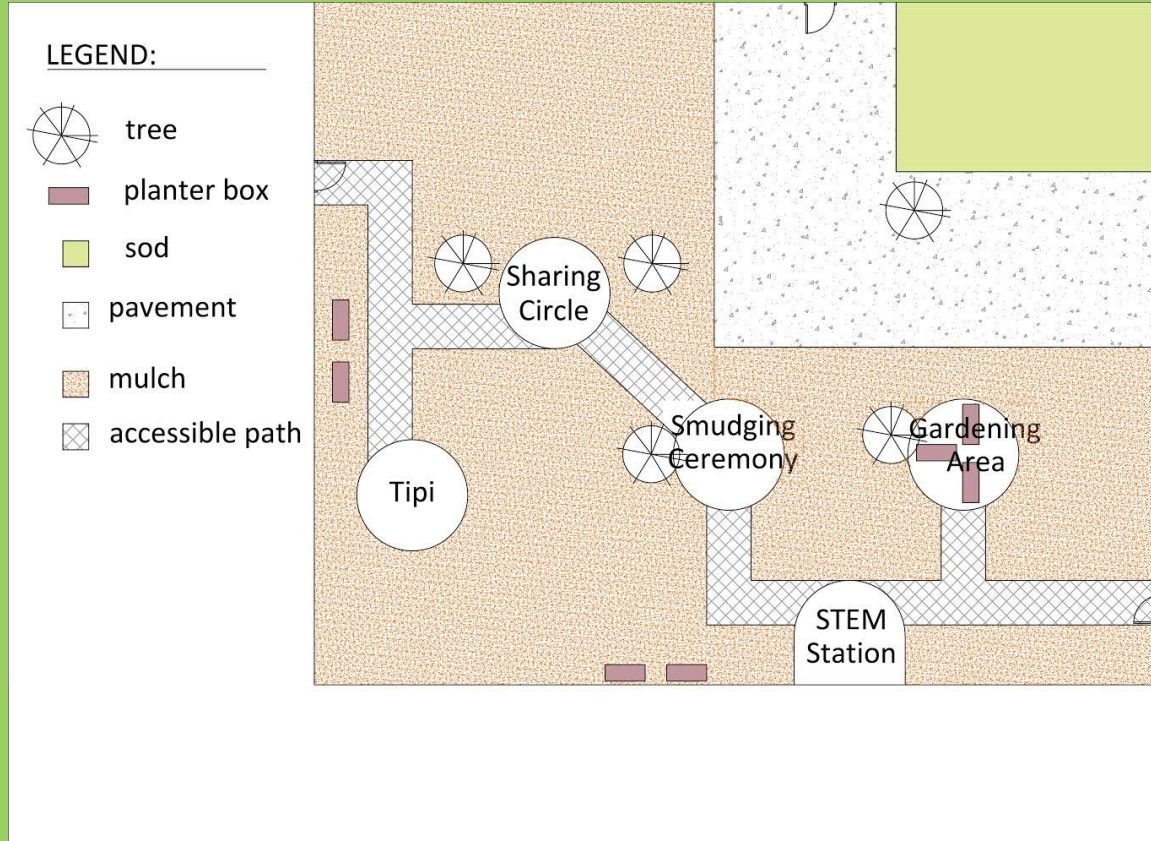 LEGEND:
tree
planter box
sod
pavement
mulch
accessible path
Sharing
Circle
Smudging
Ceremony
Gardening
Area
Tipi
STEM
Station